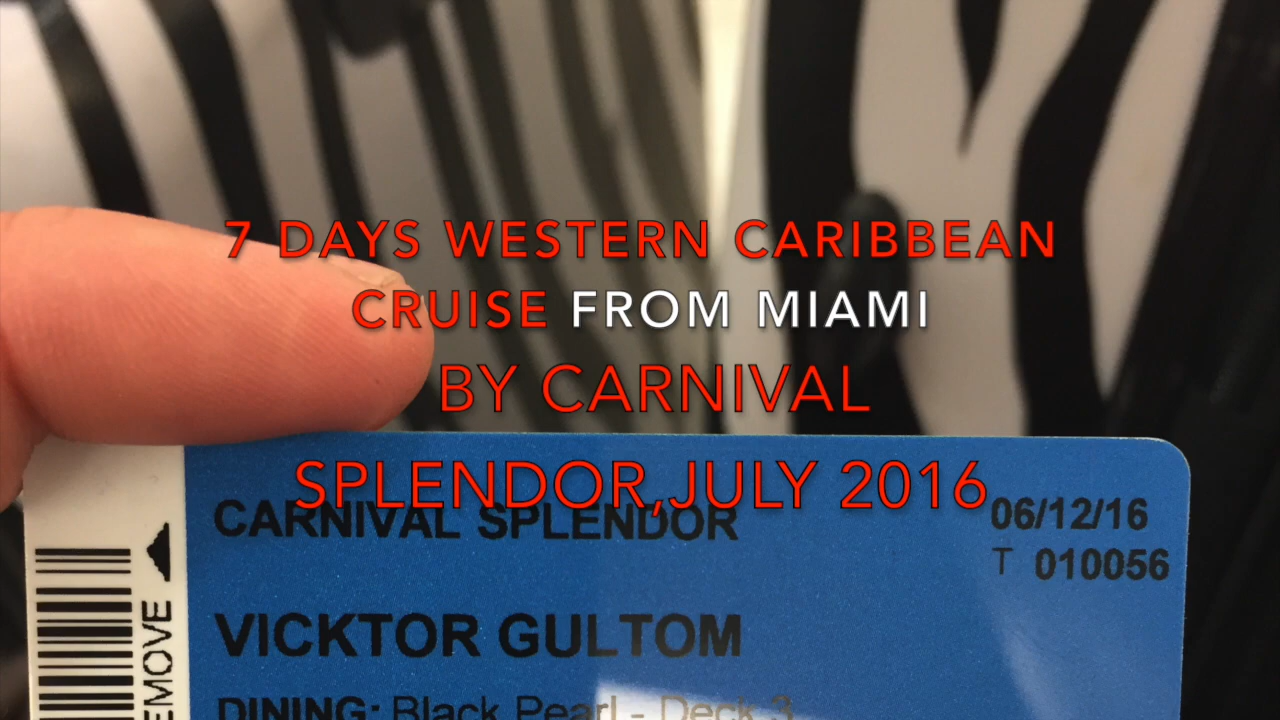 7 DAYS WESTERN CARIBBEAN
CRUISE FROM MIAMI
BY CARNIVAL
SPLENDOR,JULY 2016
CARNIVAL SPLENDOR 06/12/16
T 010056
VICKTOR GULTOM
DINING: Black Pearl - Deck 3
EMOVE